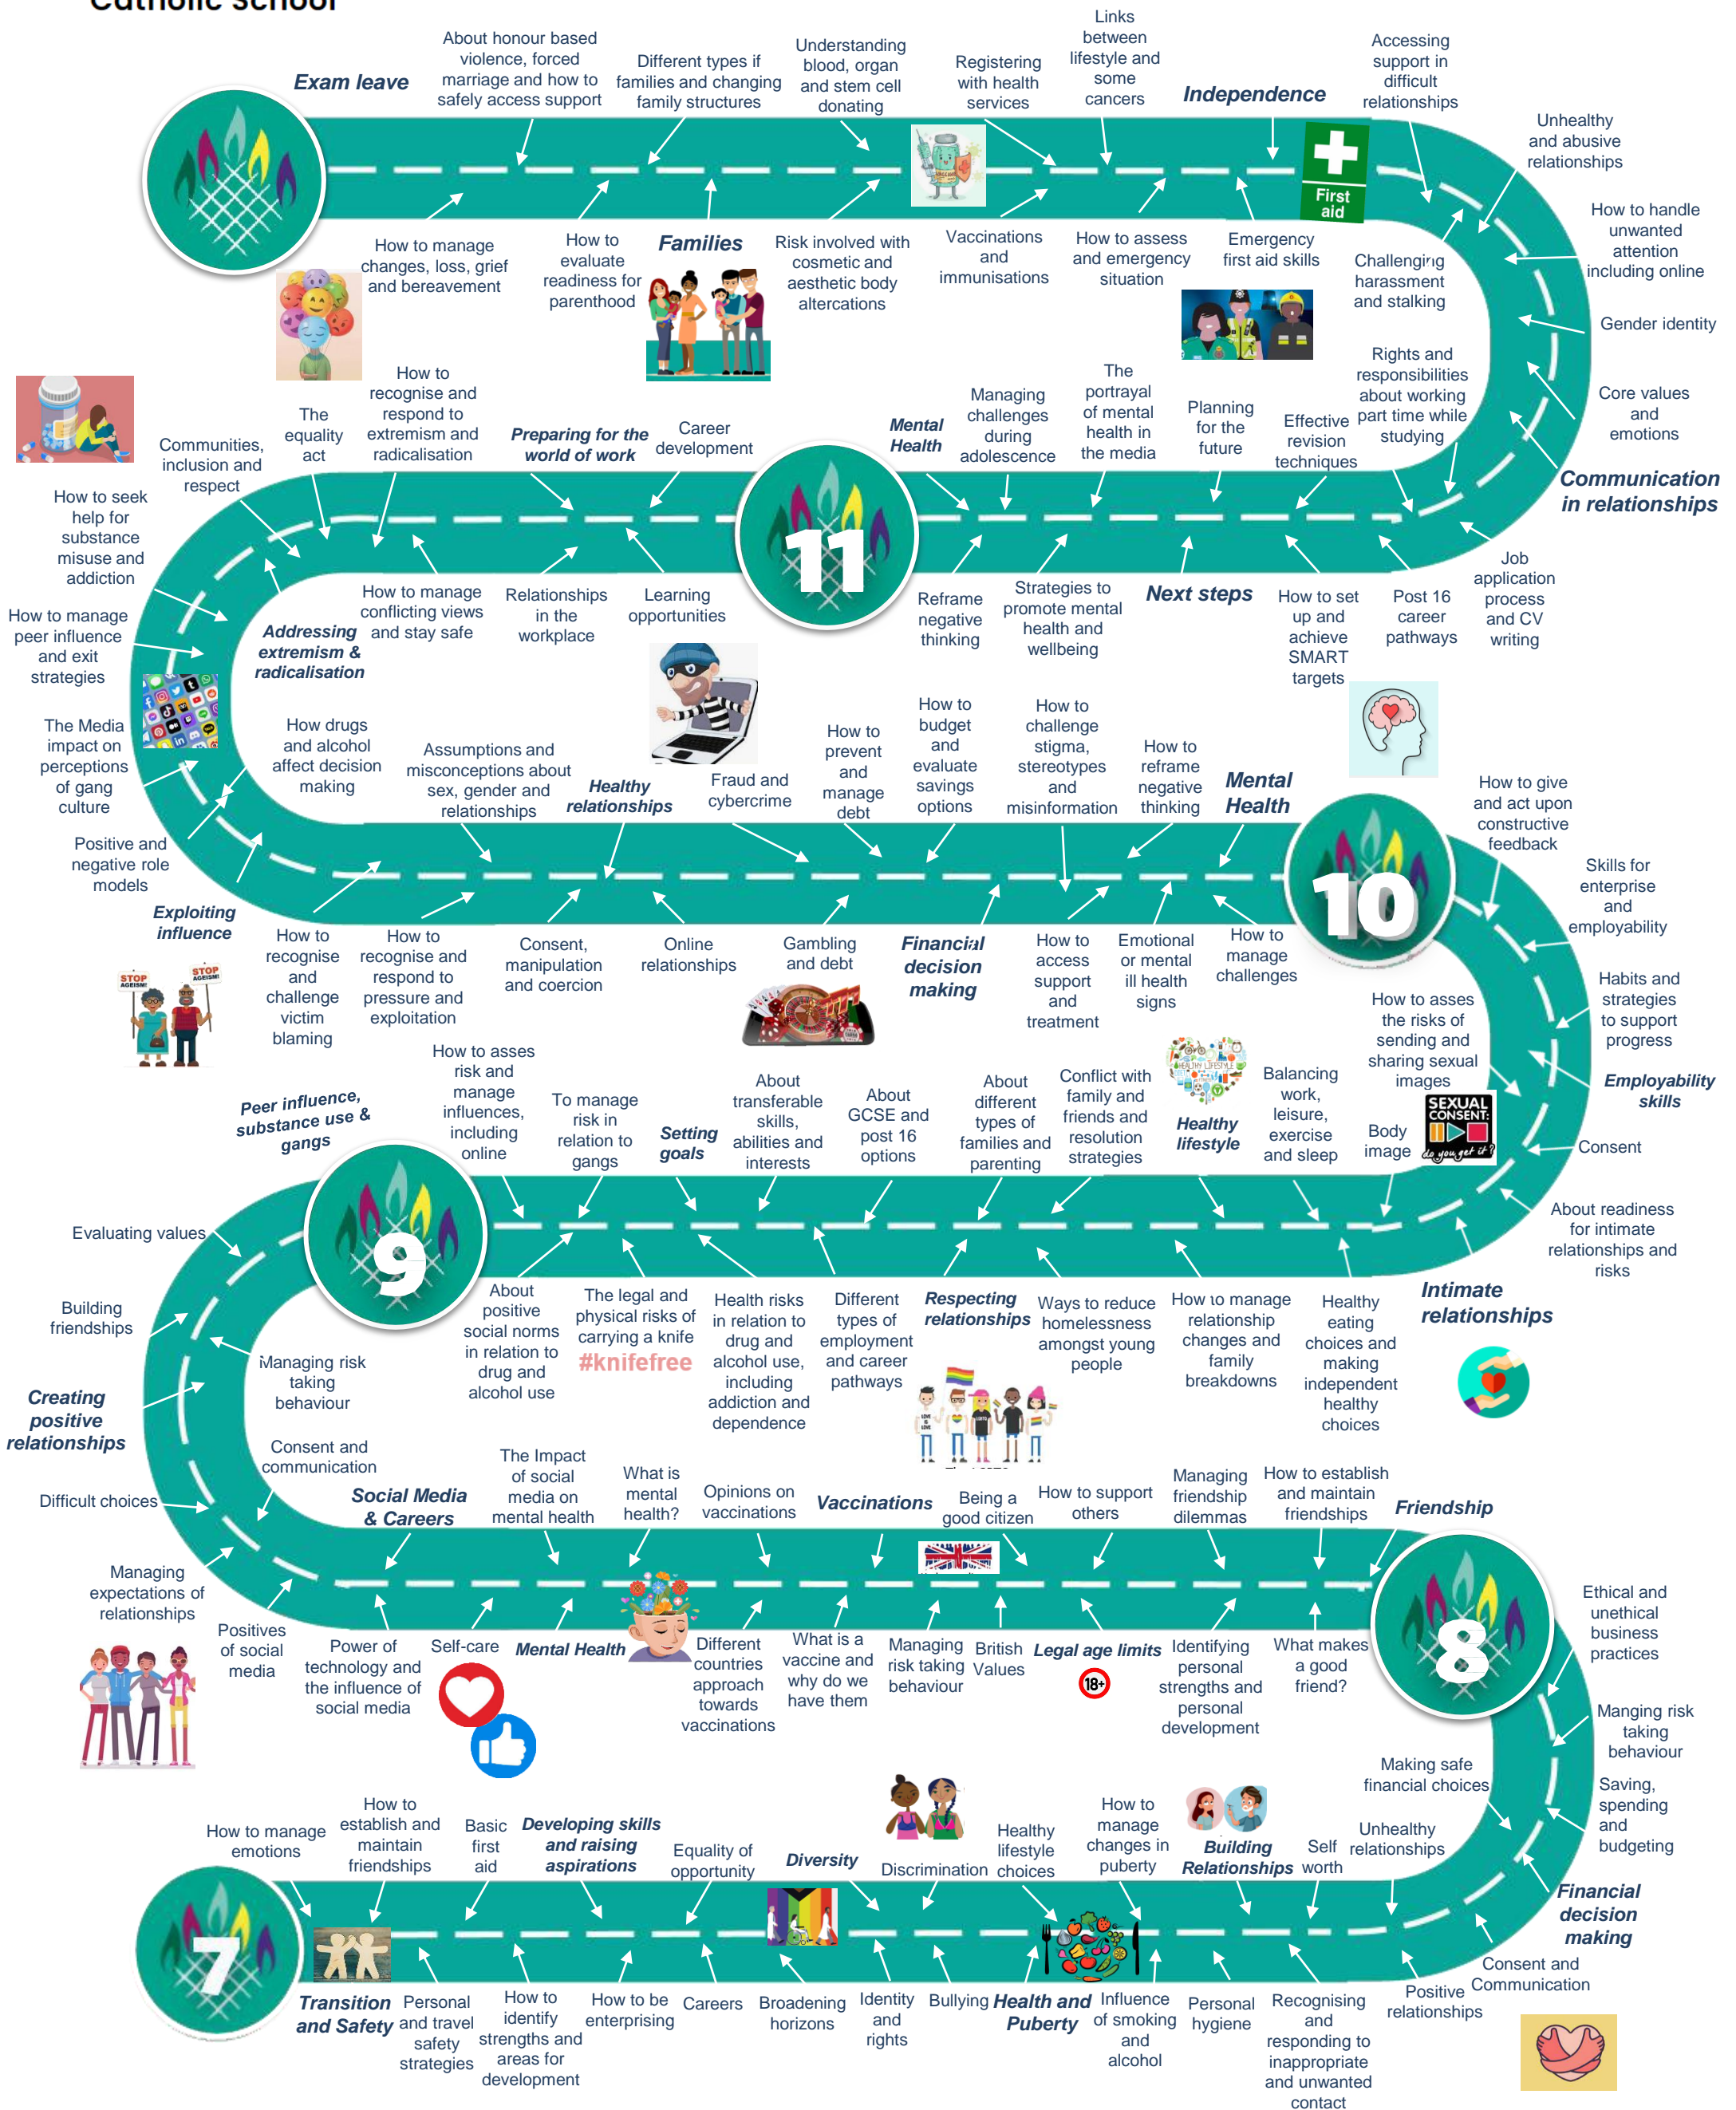 Catholic School
Exam leave
About honour based
violence, forced
marriage and how to
safely access support
Different types if
families and changing
family structures
Understanding
blood, organ
and stem cell
donating
Registering
with health
services
Links
between
lifestyle and
some
cancers
Independence
Accessing
support in
difficult
relationships
Unhealthy
and abusive
relationships
First
aid
How to handle
unwanted
attention
including online
How to manage
changes, loss, grief
and bereavement
How to
evaluate
readiness for
parenthood
Families
Risk involved with
cosmetic and
aesthetic body
altercations
Vaccinations
and
immunisations
How to assess
and emergency
situation
Emergency
first aid skills
Challenging
harassment
and stalking
Gender identity
Rights and
responsibilities
about working
part time while
studying
Core values
and
emotions
Communication
in relationships
Communities,
inclusion and
respect
The
equality
act
How to
recognise and
respond to
extremism and
radicalisation
Preparing for the
world of work
Career
development
Mental
Health
Managing
challenges
during
adolescence
The
portrayal
of mental
health in
the media
Planning
for the
future
Effective
revision
techniques
11
How to seek
help for
substance
misuse and
addiction
How to manage
peer influence
and exit
strategies
Addressing
extremism &
radicalisation
How to manage
conflicting views
and stay safe
Relationships
in the
workplace
Learning
opportunities
Reframe
negative
thinking
Strategies to
promote mental
health and
wellbeing
Next steps
How to set
up and
achieve
SMART
targets
Post 16
career
pathways
Job
application
process
and CV
writing
The Media
impact on
perceptions
of gang
culture
Positive and
negative role
models
Exploiting
influence
How drugs
and alcohol
affect decision
making
Assumptions and
misconceptions about
sex, gender and
relationships
Healthy
relationships
Fraud and
cybercrime
How to
prevent
and
manage
debt
How to
budget
and
evaluate
savings
options
How to
challenge
stigma,
stereotypes
and
misinformation
How to
reframe
negative
thinking
Mental
Health
10
How to give
and act upon
constructive
feedback
Skills for
enterprise
and
employability
Habits and
strategies
to support
progress
Employability
skills
STOP
AGEISM!
STOP
AGEISM!
How to
recognise
and
challenge
victim
blaming
How to
recognise and
respond to
pressure and
exploitation
Consent,
manipulation
and coercion
Online
relationships
Gambling
and debt
Financial
decision
making
How to
access
support
and
treatment
Emotional
or mental
ill health
signs
How to
manage
challenges
How to asses
the risks of
sending and
sharing sexual
images
SEXUAL
CONSENT:
do you get it?
Consent
About readiness
for intimate
relationships and
risks
Intimate
relationships
Peer influence,
substance use &
gangs
How to asses
risk and
manage
influences,
including
online
To manage
risk in
relation to
gangs
Setting
goals
About
transferable
skills,
abilities and
interests
About
GCSE and
post 16
options
About
different
types of
families and
parenting
Conflict with
family and
friends and
resolution
strategies
HEALTHY LIFESTYLE
Healthy
lifestyle
Balancing
work,
leisure,
exercise
and sleep
Body
image
9
Evaluating values
Building
friendships
Creating
positive
relationships
Managing risk
taking
behaviour
Consent and
communication
About
positive
social norms
in relation to
drug and
alcohol use
The legal and
physical risks of
carrying a knife
#knifefree
Health risks
in relation to
drug and
alcohol use,
including
addiction and
dependence
Different
types of
employment
and career
pathways
Respecting
relationships
Ways to reduce
homelessness
amongst young
people
How to manage
relationship
changes and
family
breakdowns
Healthy
eating
choices and
making
independent
healthy
choices
Difficult choices
Managing
expectations of
relationships
Social Media
& Careers
The Impact
of social
media on
mental health
What is
mental
health?
Opinions on
vaccinations
Vaccinations
Being a
good citizen
How to support
others
Managing
friendship
dilemmas
How to establish
and maintain
friendships
Friendship
8
Positives
of social
media
Power of
technology and
the influence of
social media
Self-care
Mental Health
Different
countries
approach
towards
vaccinations
What is a
vaccine and
why do we
have them
Managing
risk taking
behaviour
British
Values
Legal age limits
18+
Identifying
personal
strengths and
personal
development
What makes
a good
friend?
Ethical and
unethical
business
practices
Manging risk
taking
behaviour
Making safe
financial choices
Saving,
spending
and
budgeting
Financial
decision
making
Consent and
Communication
How to manage
emotions
How to
establish and
maintain
friendships
Basic
first
aid
Developing skills
and raising
aspirations
Equality of
opportunity
Diversity
Discrimination
Healthy
lifestyle
choices
How to
manage
changes in
puberty
Building
Relationships
Self
worth
Unhealthy
relationships
7
Transition
and Safety
Personal
and travel
safety
strategies
How to
identify
strengths and
areas for
development
How to be
enterprising
Careers
Broadening
horizons
Identity
and
rights
Bullying
Health and
Puberty
Influence
of smoking
and
alcohol
Personal
hygiene
Recognising
and
responding to
inappropriate
and unwanted
contact
Positive
relationships